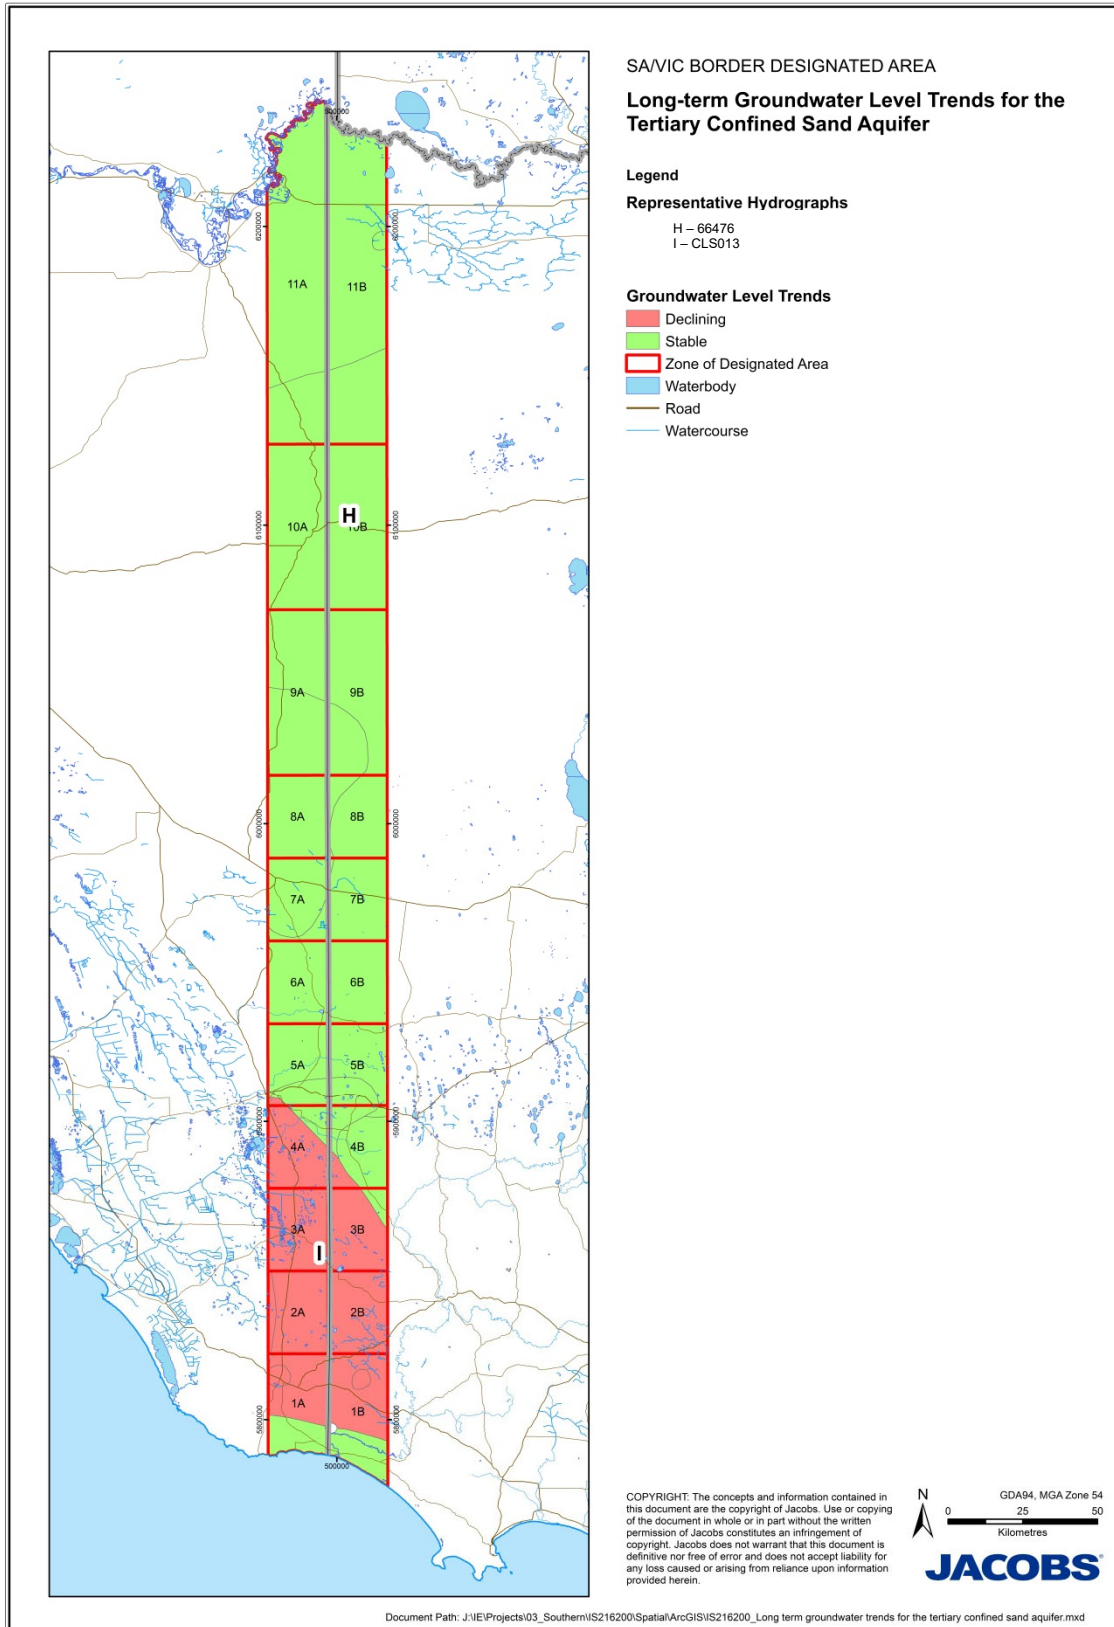 SA/VIC BORDER DESIGNATED AREA
Long-term Groundwater Level Trends for the
Tertiary Confined Sand Aquifer
Legend
Representative Hydrographs
H – 66476
I – CLS013
Groundwater Level Trends
Declining
Stable
Zone of Designated Area
Waterbody
Road
Watercourse
500000
6200000
6200000
11A
11B
H
6100000
10A
10B
6100000
9A
9B
6000000
8A
8B
6000000
7A
7B
6A
6B
5A
5B
5900000
4A
4B
5900000
3A
3B
I
2A
2B
1A
1B
5800000
5800000
500000
COPYRIGHT: The concepts and information contained in
this document are the copyright of Jacobs. Use or copying
of the document in whole or in part without the written
permission of Jacobs constitutes an infringement of
copyright. Jacobs does not warrant that this document is
definitive nor free of error and does not accept liability for
any loss caused or arising from reliance upon information
provided herein.
N
GDA94, MGA Zone 54
0 25 50
Kilometres
JACOBS
Document Path: J:\IE\Projects\03_Southern\IS216200\Spatial\ArcGIS\IS216200_Long term groundwater trends for the tertiary confined sand aquifer.mxd